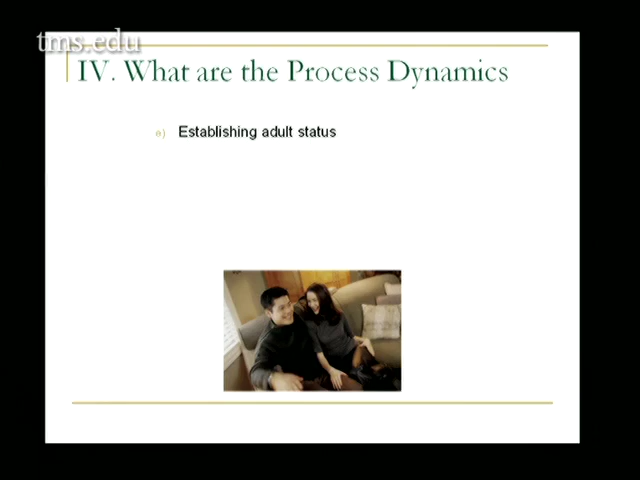 tms.edu
IV. What are the Process Dynamics
e) Establishing adult status